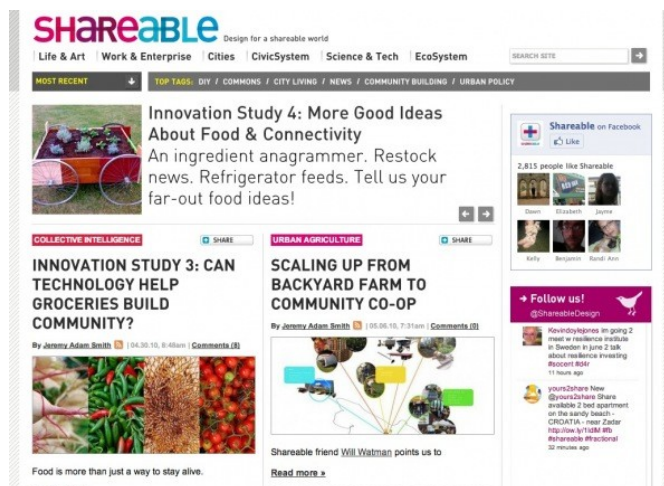 SHAREABLE Design for a shareable world
Life & Art Work & Enterprise Cities CivicSystem Science & Tech EcoSystem SEARCH SITE
MOST RECENT TOP TAGS: DIY / COMMONS / CITY LIVING / NEWS / COMMUNITY BUILDING / URBAN POLICY
Innovation Study 4: More Good Ideas
About Food & Connectivity
An ingredient anagrammer. Restock
news. Refrigerator feeds. Tell us your
far-out food ideas!
COLLECTIVE INTELLIGENCE SHARE
INNOVATION STUDY 3: CAN
TECHNOLOGY HELP
GROCERIES BUILD
COMMUNITY?
By Jeremy Adam Smith | 04.30.10, 8:48am | Comments (8)
Food is more than just a way to stay alive.
URBAN AGRICULTURE SHARE
SCALING UP FROM
BACKYARD FARM TO
COMMUNITY CO-OP
By Jeremy Adam Smith | 05.06.10, 7:31am | Comments (0)
Shareable friend Will Watman points us to
Read more »
Shareable on Facebook
Like
2,815 people like Shareable
Dawn Elizabeth Jayme
Kelly Benjamin Randi Ann
Follow us!
@ShareableDesign
Kevindoylejones im going 2
meet w resilience institute
in Sweden in june 2 talk
about resilience investing
#socent #d4r
11 hours ago
yours2share New
@yours2share Share
available 2 bed apartment
on the sandy beach -
CROATIA - near Zadar
#shareable #fractional
32 minutes ago